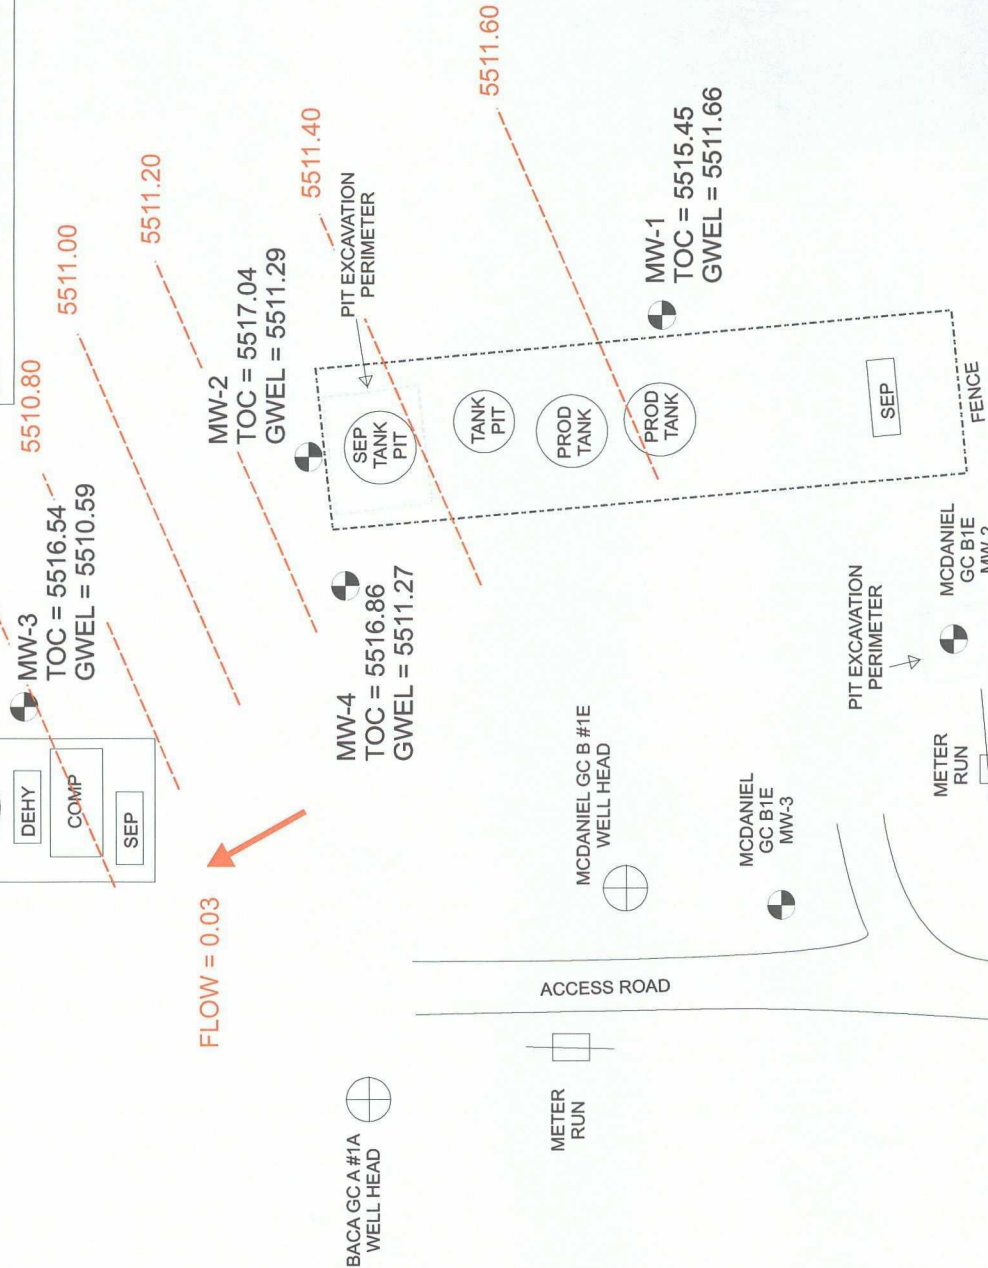 5511.60
5511.40
5511.20
5511.00
5510.80
MW-3
TOC = 5516.54
GWEL = 5510.59
MW-2
TOC = 5517.04
GWEL = 5511.29
PIT EXCAVATION
PERIMETER
MW-1
TOC = 5515.45
GWEL = 5511.66
SEP
TANK
PIT
TANK
PIT
PROD
TANK
PROD
TANK
SEP
FENCE
MW-4
TOC = 5516.86
GWEL = 5511.27
DEHY
COMP
SEP
FLOW = 0.03
MCDANIEL GC B #1E
WELL HEAD
PIT EXCAVATION
PERIMETER
MCDANIEL
GC B1E
MCDANIEL
GC B1E
MW-3
METER
RUN
ACCESS ROAD
METER
RUN
BACA GC A #1A
WELL HEAD